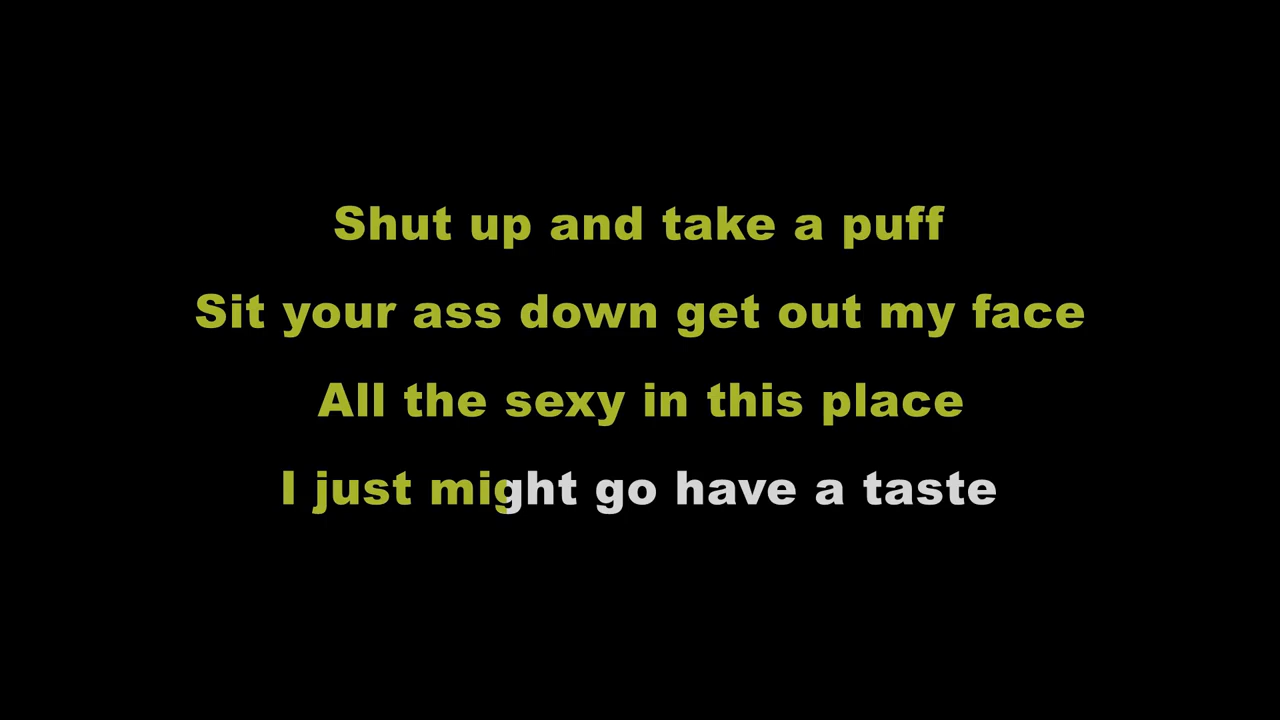 Shut up and take a puff
Sit your ass down get out my face
All the sexy in this place
I just might go have a taste